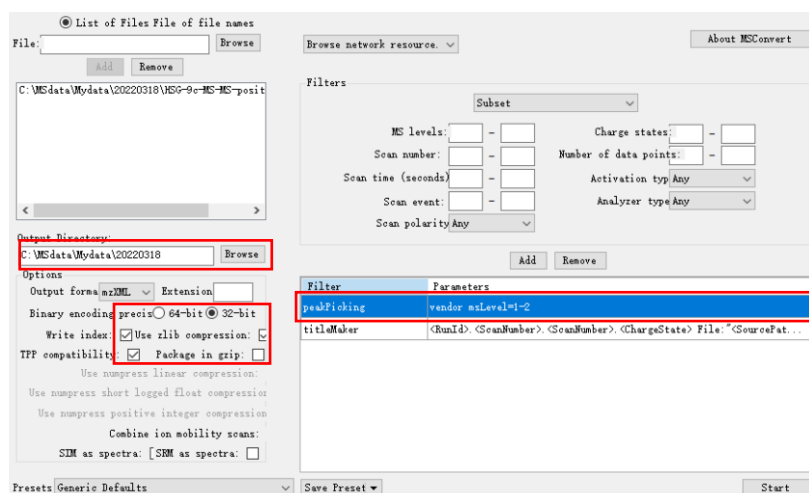 List of Files File of file names
File: Browse
Add Remove
C:\MSdata\Mydata\20220318\HSG-9c-MS-MS-posit
Output Directory:
C:\MSdata\Mydata\20220318 Browse
Options
Output forma mzXML Extension
Binary encoding precis 64-bit 32-bit
Write index: Use zlib compression:
TPP compatibility: Package in gzip:
Use numpress linear compression:
Use numpress short logged float compression
Use numpress positive integer compression
Combine ion mobility scans:
SIM as spectra: [SRM as spectra:
Presets Generic Defaults
Browse network resource. About MSConvert
Filters
Subset
MS levels: - Charge states: -
Scan number: - Number of data points: -
Scan time (seconds) - Activation typ Any
Scan event: - Analyzer type Any
Scan polarity Any
Add Remove
Filter Parameters
peakPicking vendor msLevel=1-2
titleMaker <RunId>.<ScanNumber>.<ScanNumber>.<ChargeState> File:"<SourcePat...
Save Preset Start